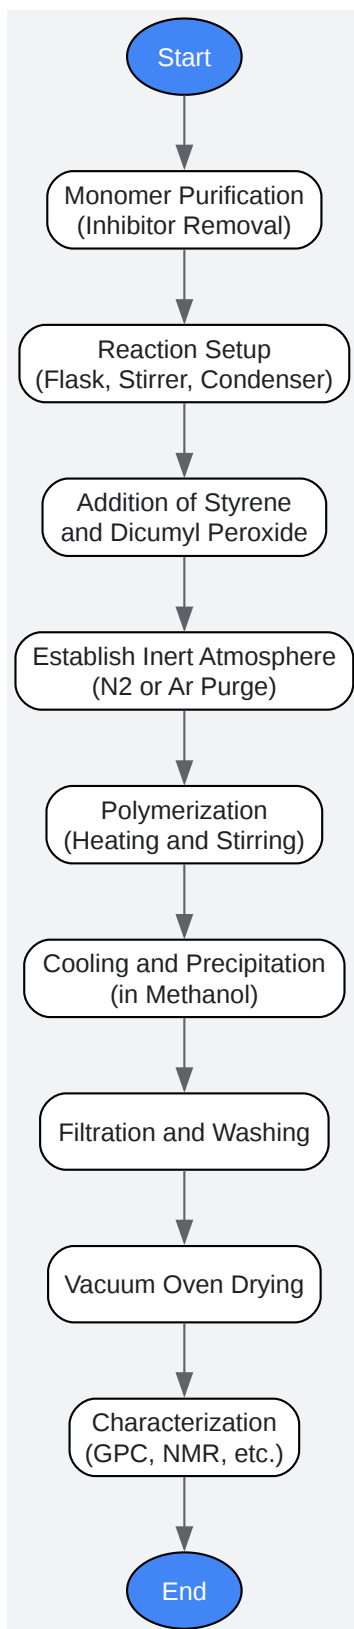 Start
Monomer Purification
(Inhibitor Removal)
Reaction Setup
(Flask, Stirrer, Condenser)
Addition of Styrene
and Dicumyl Peroxide
Establish Inert Atmosphere
(N2 or Ar Purge)
Polymerization
(Heating and Stirring)
Cooling and Precipitation
(in Methanol)
Filtration and Washing
Vacuum Oven Drying
Characterization
(GPC, NMR, etc.)
End